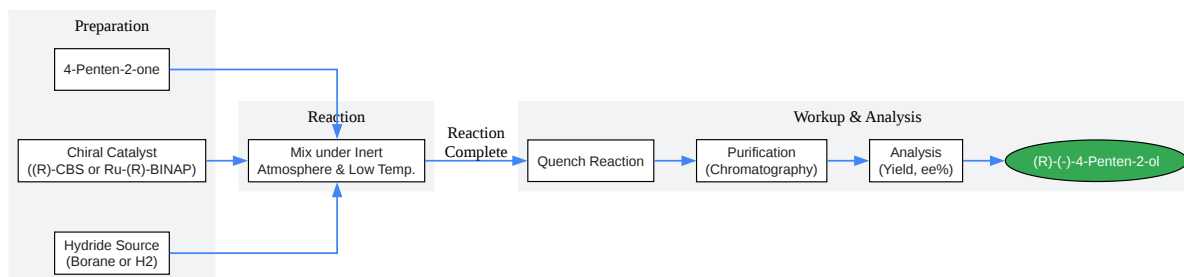 Preparation
4-Penten-2-one
Chiral Catalyst
((R)-CBS or Ru-(R)-BINAP)
Hydride Source
(Borane or H2)
Reaction
Mix under Inert
Atmosphere & Low Temp.
Reaction
Complete
Workup & Analysis
Quench Reaction
Purification
(Chromatography)
Analysis
(Yield, ee%)
(R)-(-)-4-Penten-2-ol